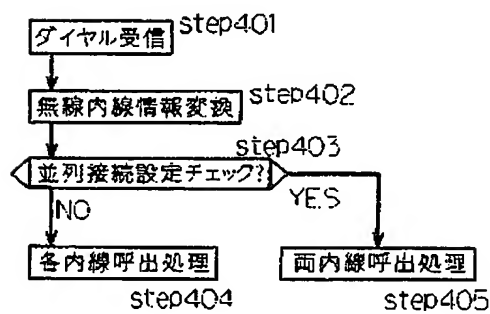 ダイヤル受信
step401
無線内線情報変換
step402
step403
並列接続設定チェック?
NO
YES
各内線呼出処理
両内線呼出処理
step404
step405